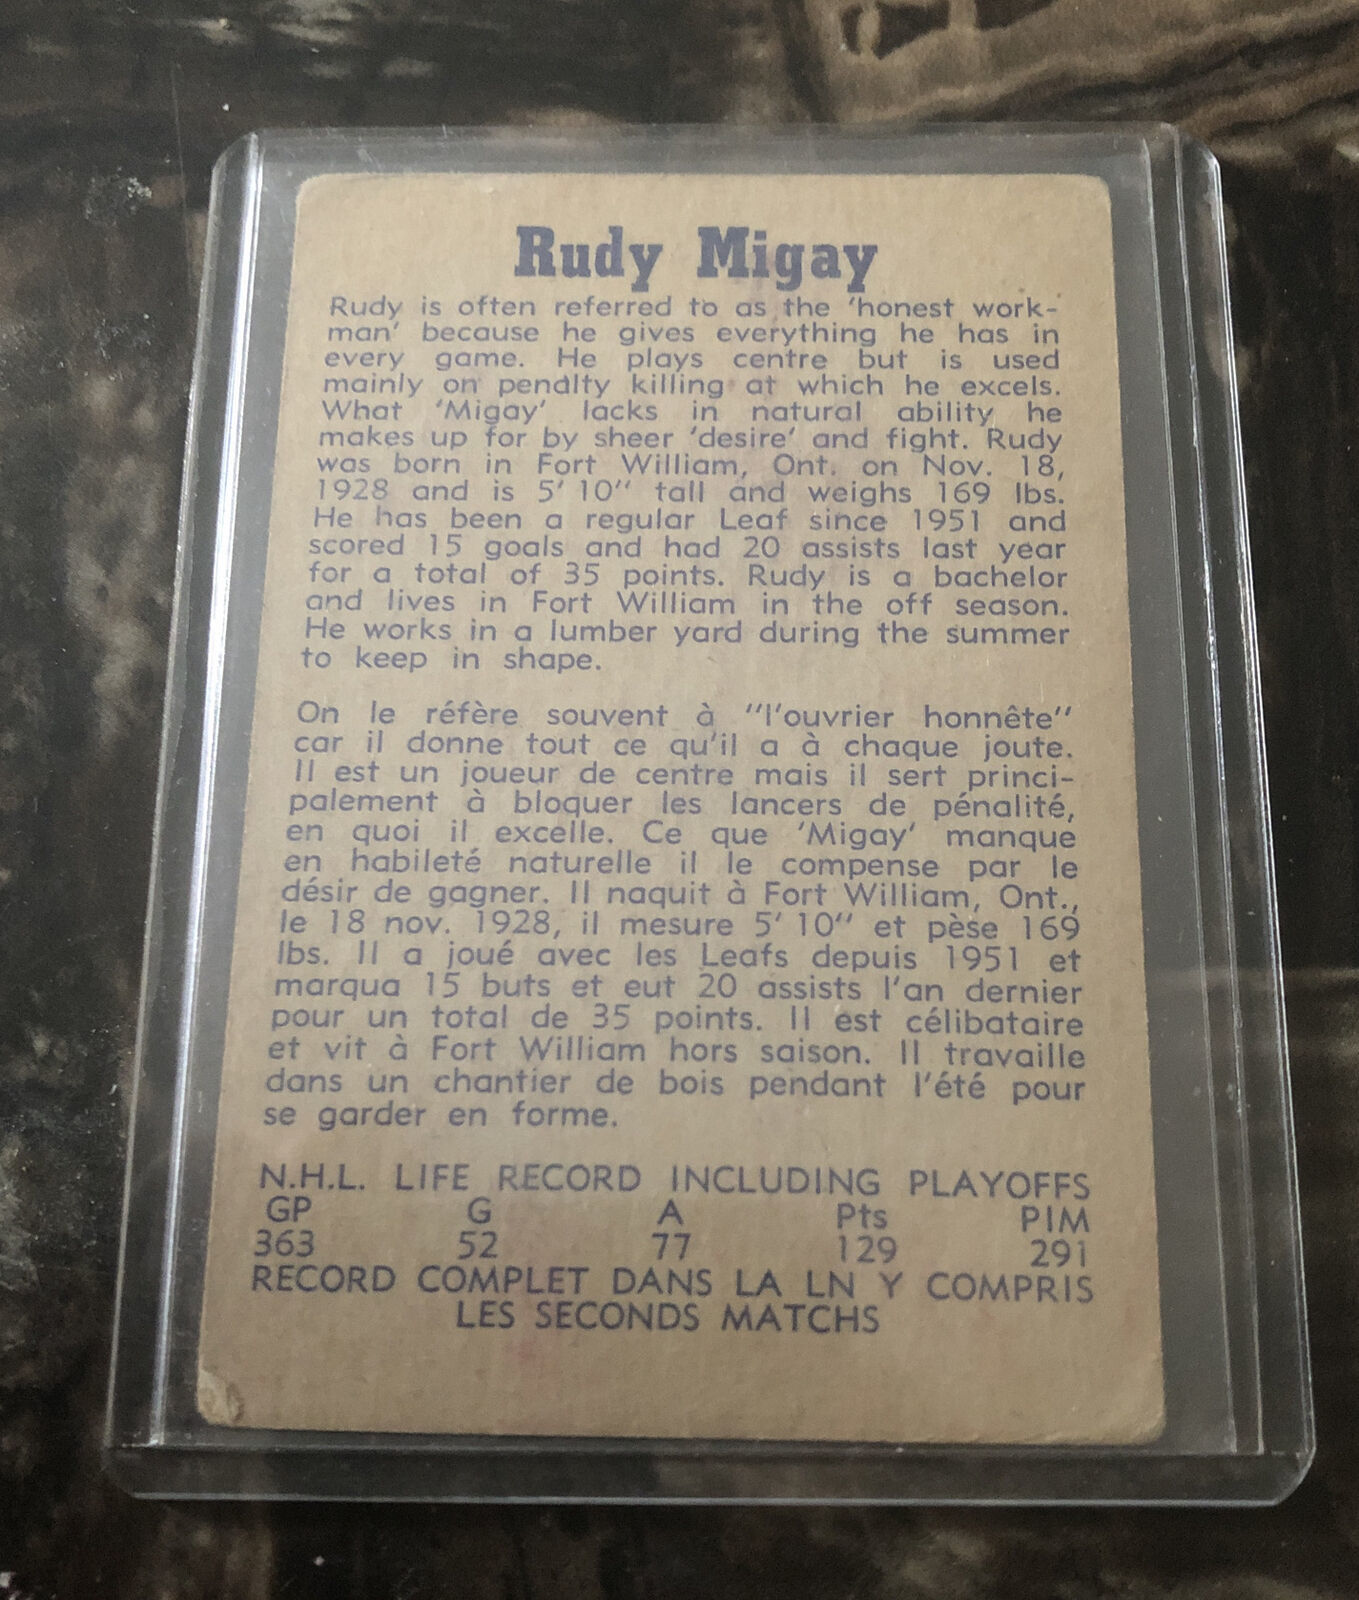 Rudy Migay
Rudy is often referred to as the 'honest work-
man' because he gives everything he has in
every game. He plays centre but is used
mainly on penalty killing at which he excels.
What 'Migay' lacks in natural ability he
makes up for by sheer 'desire' and fight. Rudy
was born in Fort William, Ont. on Nov. 18,
1928 and is 5' 10" tall and weighs 169 lbs.
He has been a regular Leaf since 1951 and
scored 15 goals and had 20 assists last year
for a total of 35 points. Rudy is a bachelor
and lives in Fort William in the off season.
He works in a lumber yard during the summer
to keep in shape.
On le réfère souvent à "l'ouvrier honnête"
car il donne tout ce qu'il a à chaque joute.
Il est un joueur de centre mais il sert princi-
palement à bloquer les lancers de pénalité,
en quoi il excelle. Ce que 'Migay' manque
en habileté naturelle il le compense par le
désir de gagner. Il naquit à Fort William, Ont.,
le 18 nov. 1928, il mesure 5' 10" et pèse 169
lbs. Il a joué avec les Leafs depuis 1951 et
marqua 15 buts et eut 20 assists l'an dernier
pour un total de 35 points. Il est célibataire
et vit à Fort William hors saison. Il travaille
dans un chantier de bois pendant l'été pour
se garder en forme.
N.H.L. LIFE RECORD INCLUDING PLAYOFFS
GP G A Pts PIM
363 52 77 129 291
RECORD COMPLET DANS LA LN Y COMPRIS
LES SECONDS MATCHS